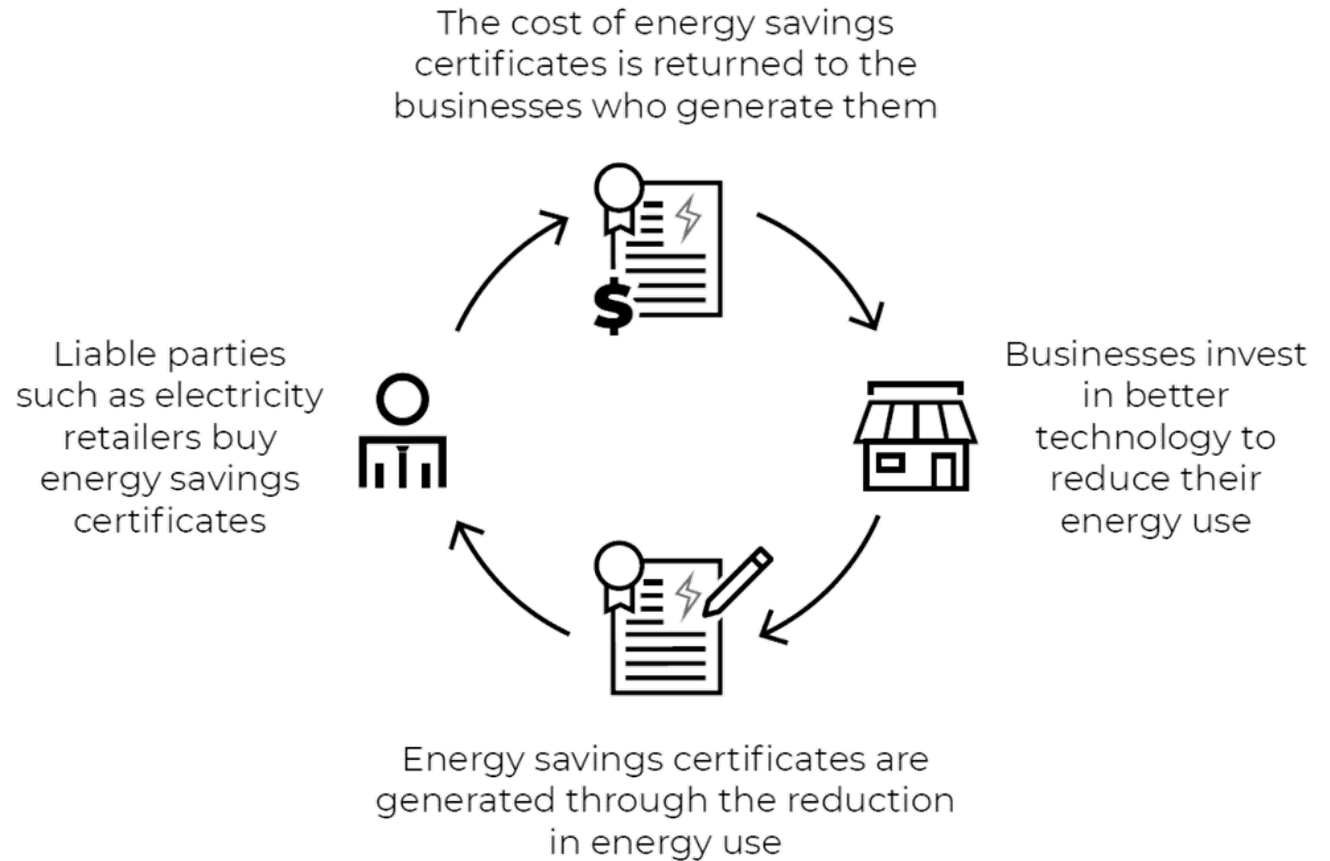 The cost of energy savings
certificates is returned to the
businesses who generate them
$
Liable parties
such as electricity
retailers buy
energy savings
certificates
Businesses invest
in better
technology to
reduce their
energy use
Energy savings certificates are
generated through the reduction
in energy use